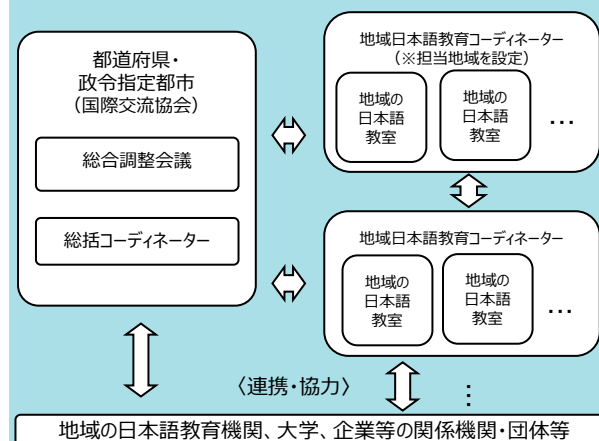 都道府県・
政令指定都市
（国際交流協会）
総合調整会議
総括コーディネーター
地域日本語教育コーディネーター
（※担当地域を設定）
地域の
日本語
教室
地域の
日本語
教室
…
地域日本語教育コーディネーター
地域の
日本語
教室
地域の
日本語
教室
…
〈連携・協力〉
⋮
地域の日本語教育機関、大学、企業等の関係機関・団体等